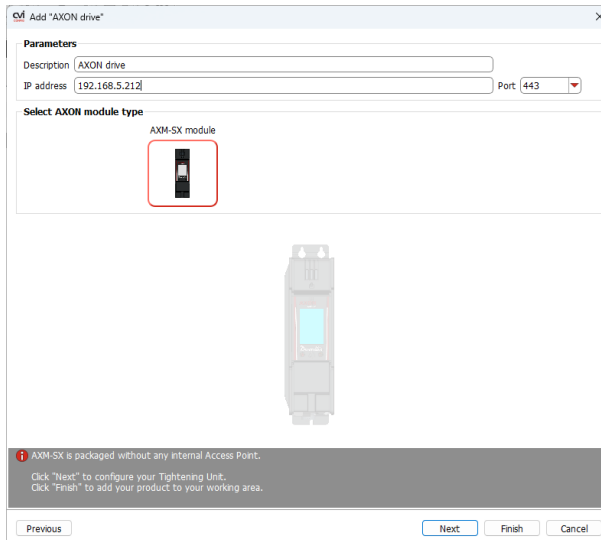 cvi
CONFIG
Add "AXON drive"
Parameters
Description AXON drive
IP address 192.168.5.212 Port 443
Select AXON module type
AXM-SX module
AXM-SX is packaged without any internal Access Point.
Click "Next" to configure your Tightening Unit.
Click "Finish" to add your product to your working area.
Previous Next Finish Cancel